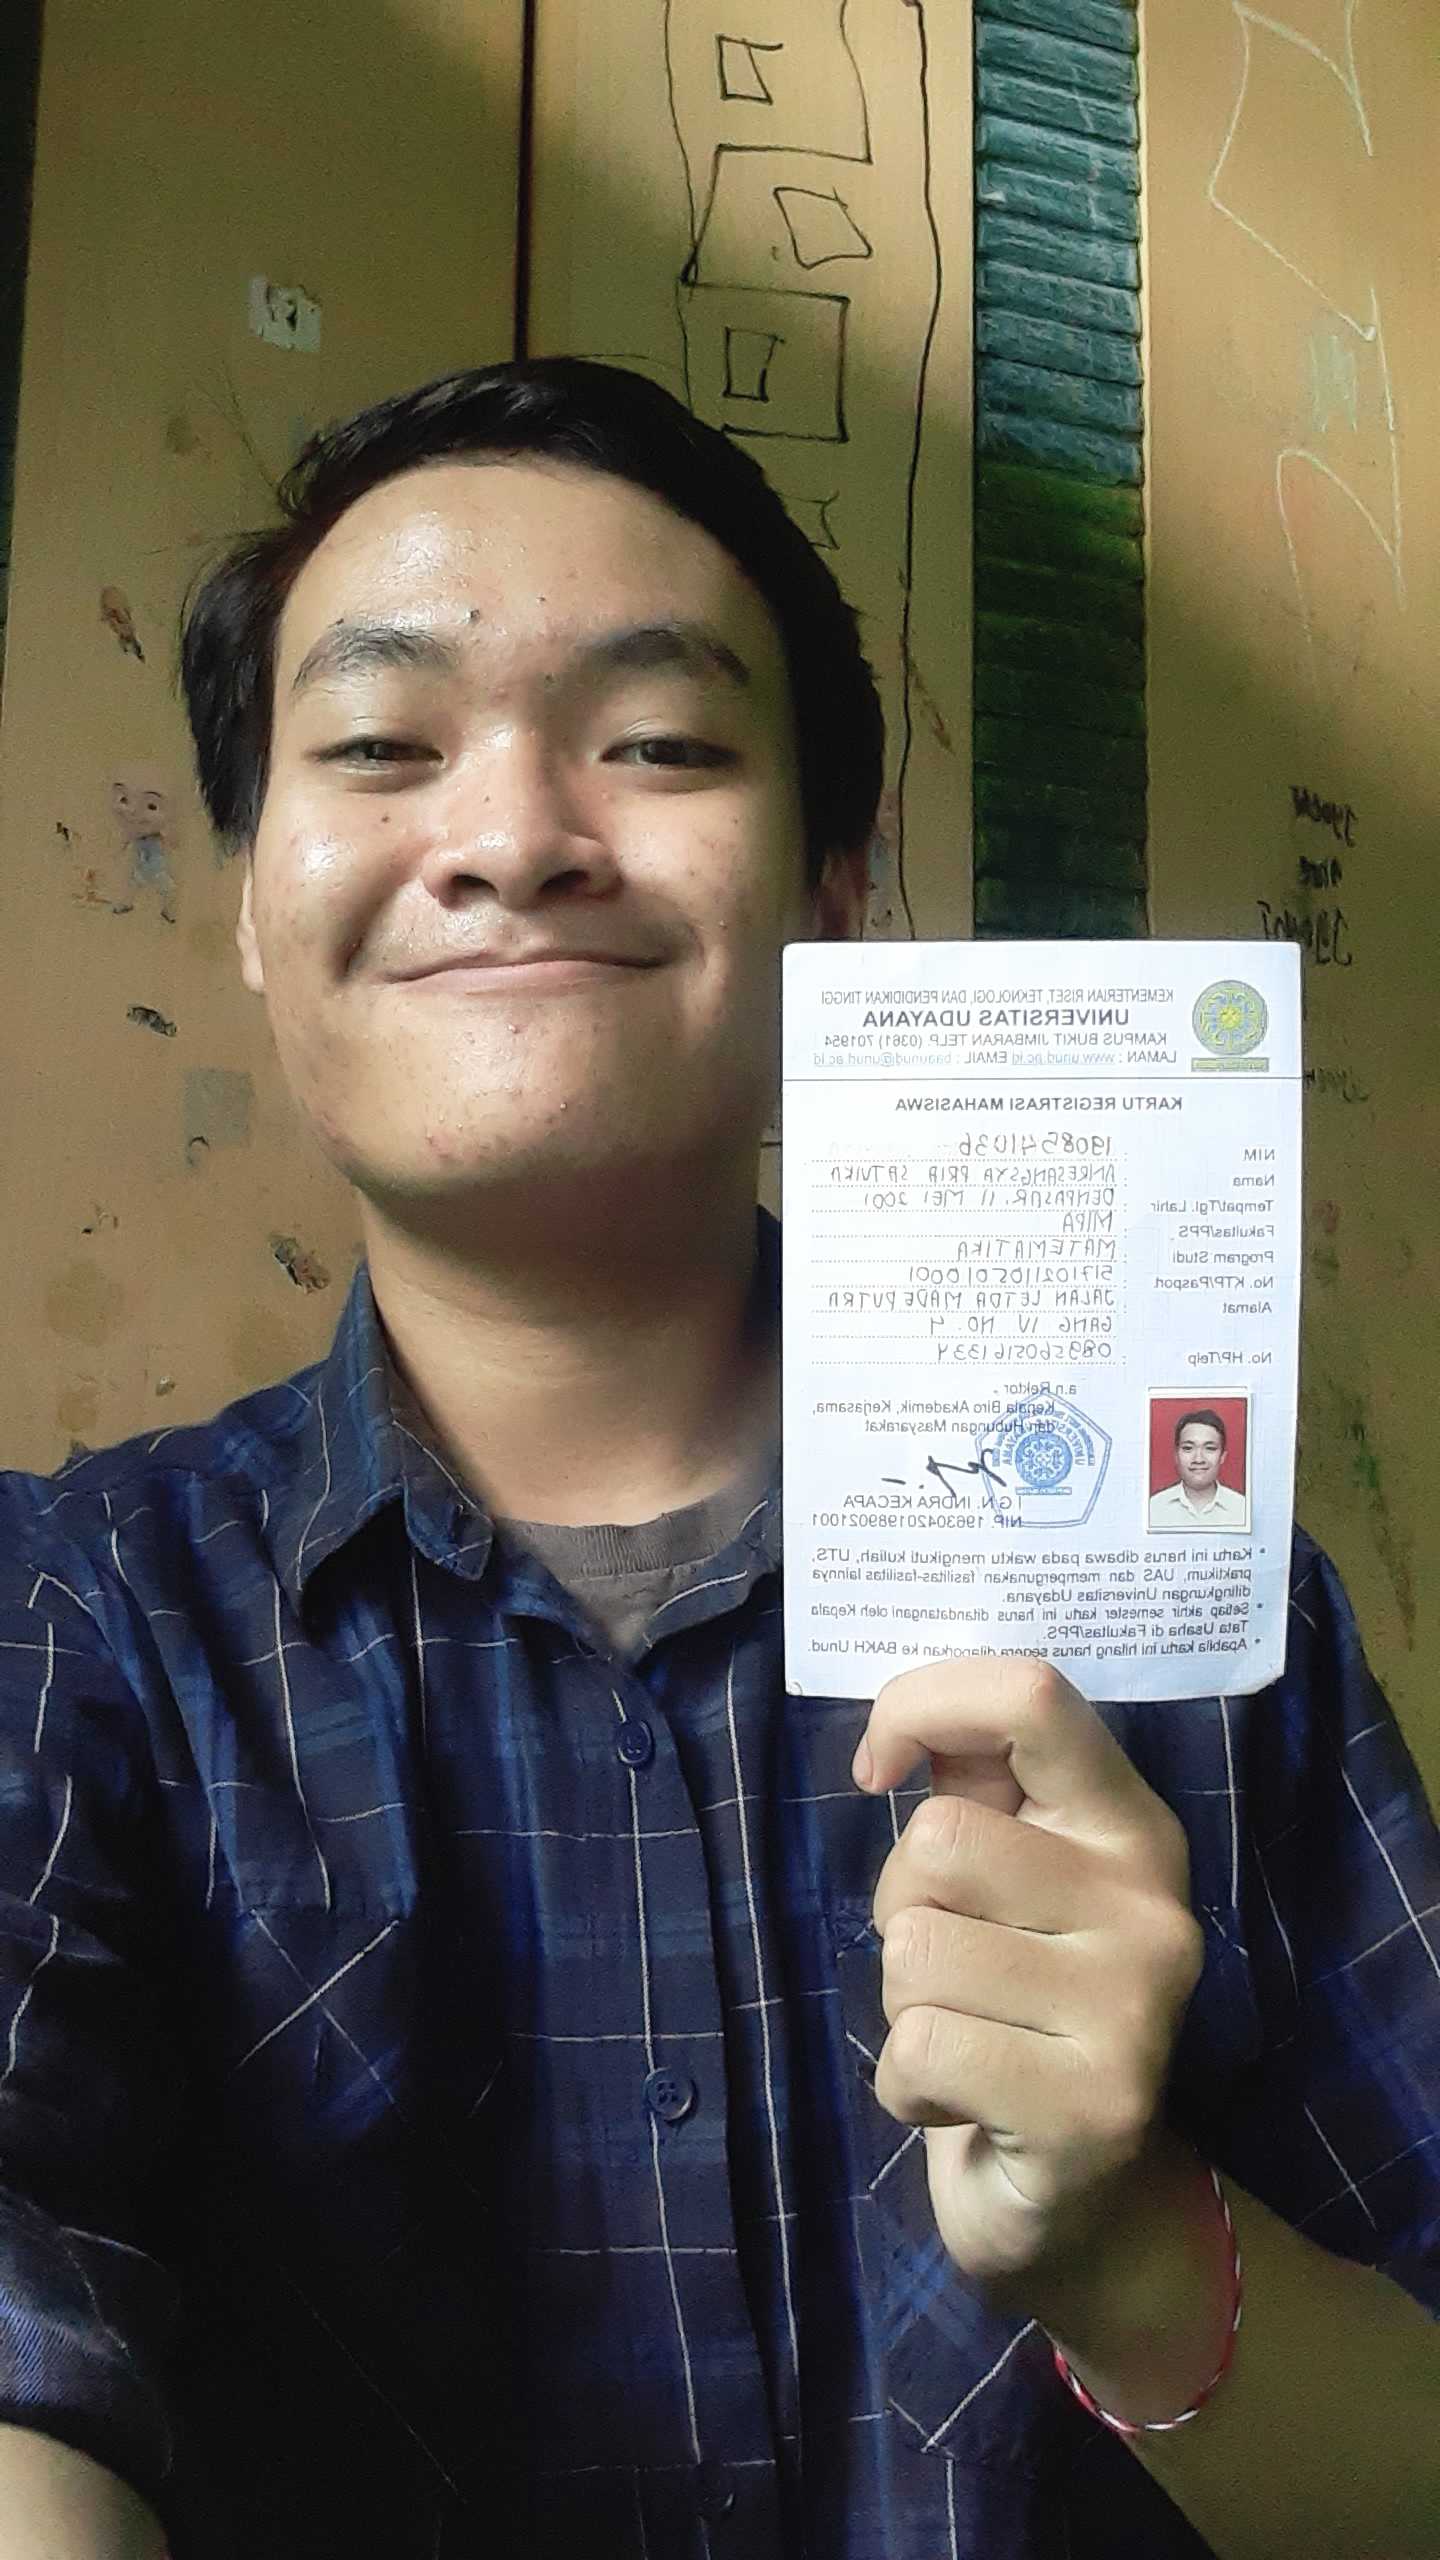 KEMENTERIAN RISET, TEKNOLOGI, DAN PENDIDIKAN TINGGI
UNIVERSITAS UDAYANA
KAMPUS BUKIT JIMBARAN TELP. (0361) 701954
LAMAN : www.unud.ac.id EMAIL : baaunud@unud.ac.id
KARTU REGISTRASI MAHASISWA
NIM : 1908541036
Nama : ANRESANGSYA PRIA SATVIKA
Tempat/Tgl. Lahir : DENPASAR, 11 MEI 2001
Fakultas/PPS. : MIPA
Program Studi : MATEMATIKA
No. KTP/Pasport : 5171021105010001
Alamat : JALAN LETDA MADE PUTRA
GANG IV NO. 4
No. HP/Telp : 0895605161334
a.n Rektor
Kepala Biro Akademik, Kerjasama,
dan Hubungan Masyarakat
UNIVERSITAS UDAYANA
I G.N. INDRA KECAPA
NIP. 196304201989021001
* Kartu ini harus dibawa pada waktu mengikuti kuliah, UTS,
praktikum, UAS dan mempergunakan fasilitas-fasilitas lainnya
dilingkungan Universitas Udayana.
* Setiap akhir semester kartu ini harus ditandatangani oleh Kepala
Tata Usaha di Fakultas/PPS.
* Apabila kartu ini hilang harus segera dilaporkan ke BAKH Unud.